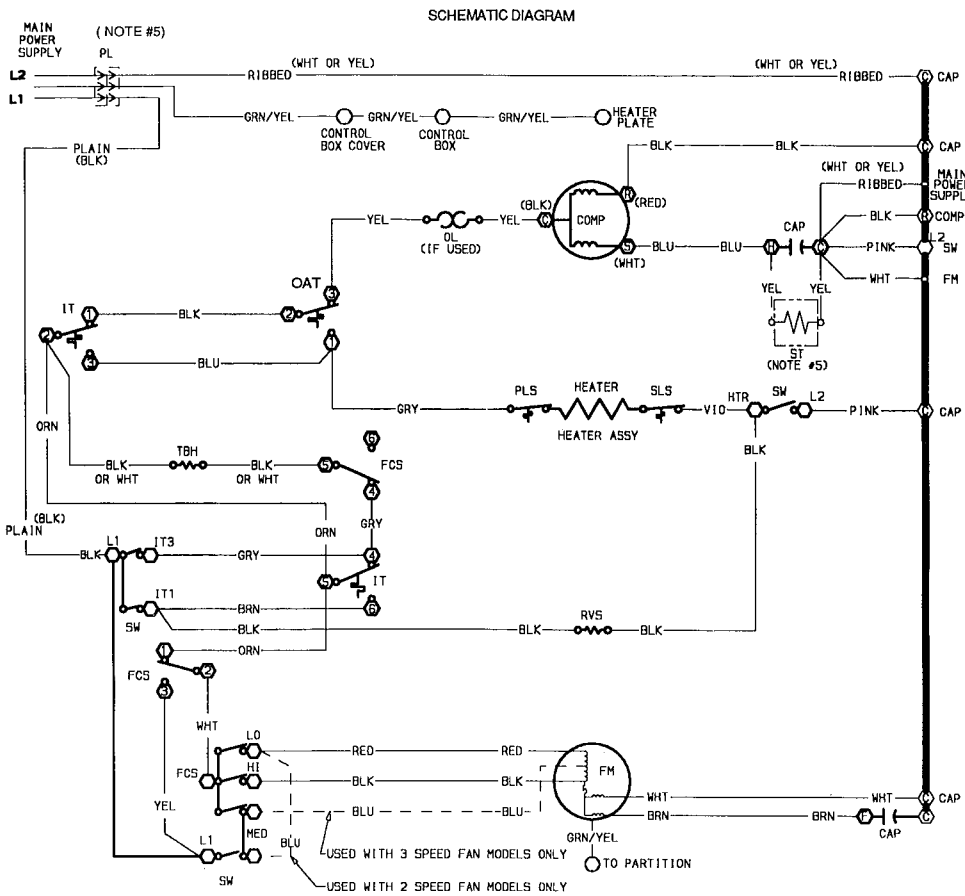 SCHEMATIC DIAGRAM
MAIN
POWER
SUPPLY
( NOTE #5)
PL
L2
L1
RIBBED
(WHT OR YEL)
(WHT OR YEL)
RIBBED
C CAP
GRN/YEL
CONTROL
BOX COVER
GRN/YEL
CONTROL
BOX
GRN/YEL
HEATER
PLATE
PLAIN
(BLK)
BLK
BLK
C CAP
(WHT OR YEL)
RIBBED
MAIN
POWER
SUPPL
R
(RED)
(BLK)
C
COMP
YEL
OL
(IF USED)
YEL
BLK
R COMP
CAP
S
(WHT)
BLU
BLU
H
C
PINK
L2
SW
WHT
FM
YEL
YEL
ST
(NOTE #5)
OAT
3
2
1
IT
1
2
3
BLK
BLU
ORN
GRY
PLS
HEATER
HEATER ASSY
SLS
VIO
HTR
SW
L2
PINK
C CAP
BLK
BLK
OR WHT
TBH
BLK
OR WHT
6
5
4
FCS
GRY
ORN
PLAIN
(BLK)
BLK
L1
IT3
GRY
4
5
IT
6
IT1
SW
BRN
BLK
BLK
RVS
BLK
ORN
1
FCS
2
3
WHT
YEL
FCS
LO
HI
MED
L1
SW
RED
RED
BLK
BLK
BLU
BLU
BLU
FM
WHT
WHT
C CAP
BRN
BRN
F
CAP
C
GRN/YEL
TO PARTITION
USED WITH 3 SPEED FAN MODELS ONLY
USED WITH 2 SPEED FAN MODELS ONLY